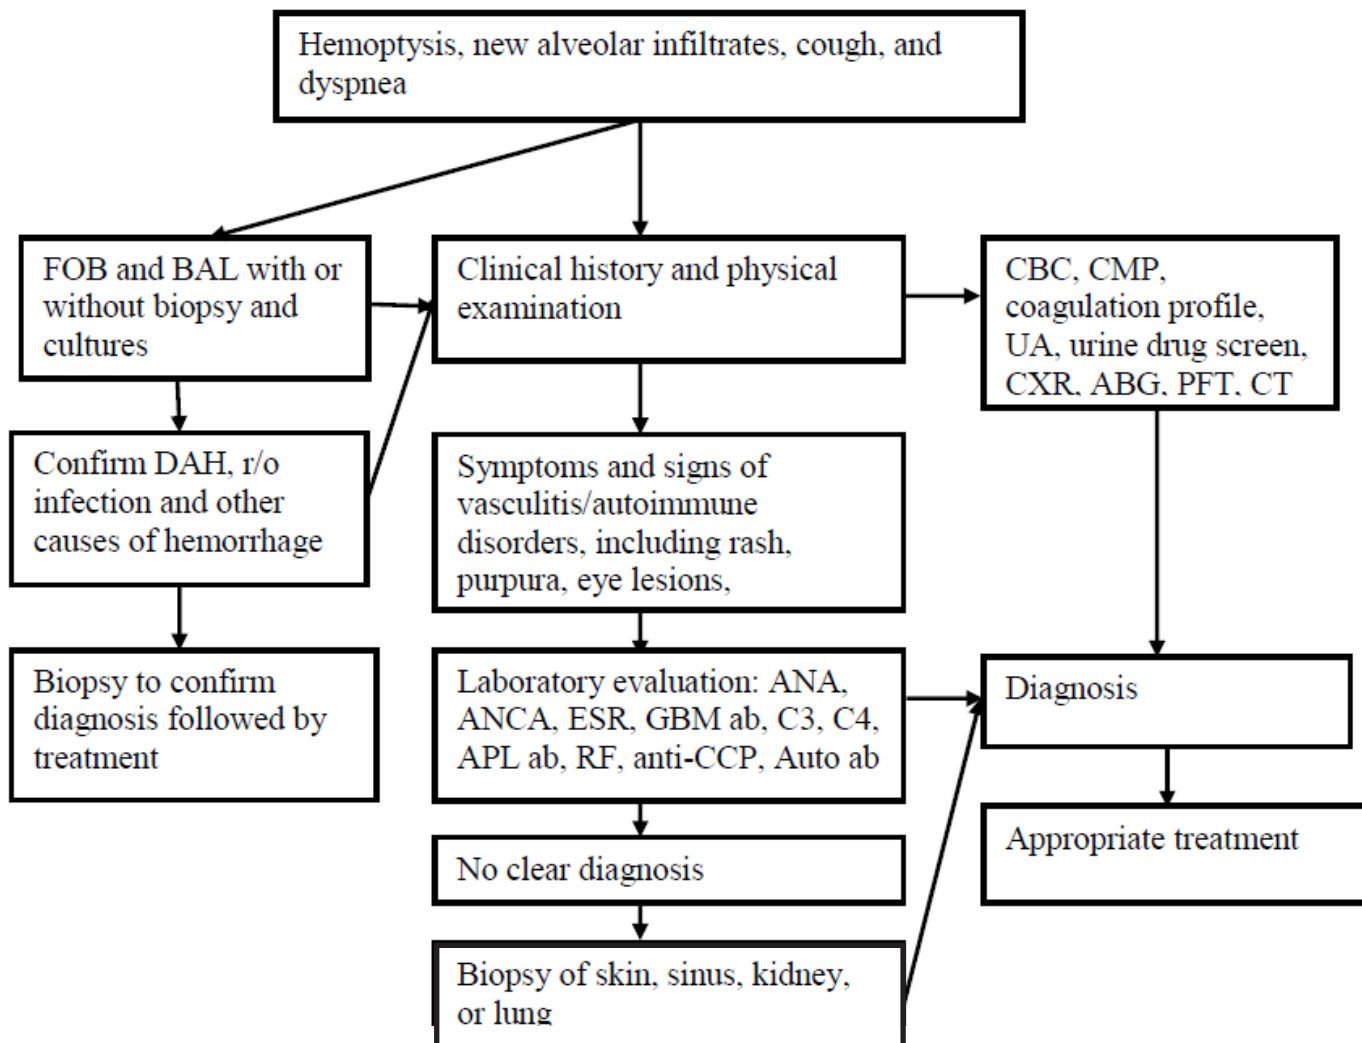 Hemoptysis, new alveolar infiltrates, cough, and
dyspnea
FOB and BAL with or
without biopsy and
cultures
Clinical history and physical
examination
CBC, CMP,
coagulation profile,
UA, urine drug screen,
CXR, ABG, PFT, CT
Confirm DAH, r/o
infection and other
causes of hemorrhage
Symptoms and signs of
vasculitis/autoimmune
disorders, including rash,
purpura, eye lesions,
Biopsy to confirm
diagnosis followed by
treatment
Laboratory evaluation: ANA,
ANCA, ESR, GBM ab, C3, C4,
APL ab, RF, anti-CCP, Auto ab
Diagnosis
Appropriate treatment
No clear diagnosis
Biopsy of skin, sinus, kidney,
or lung